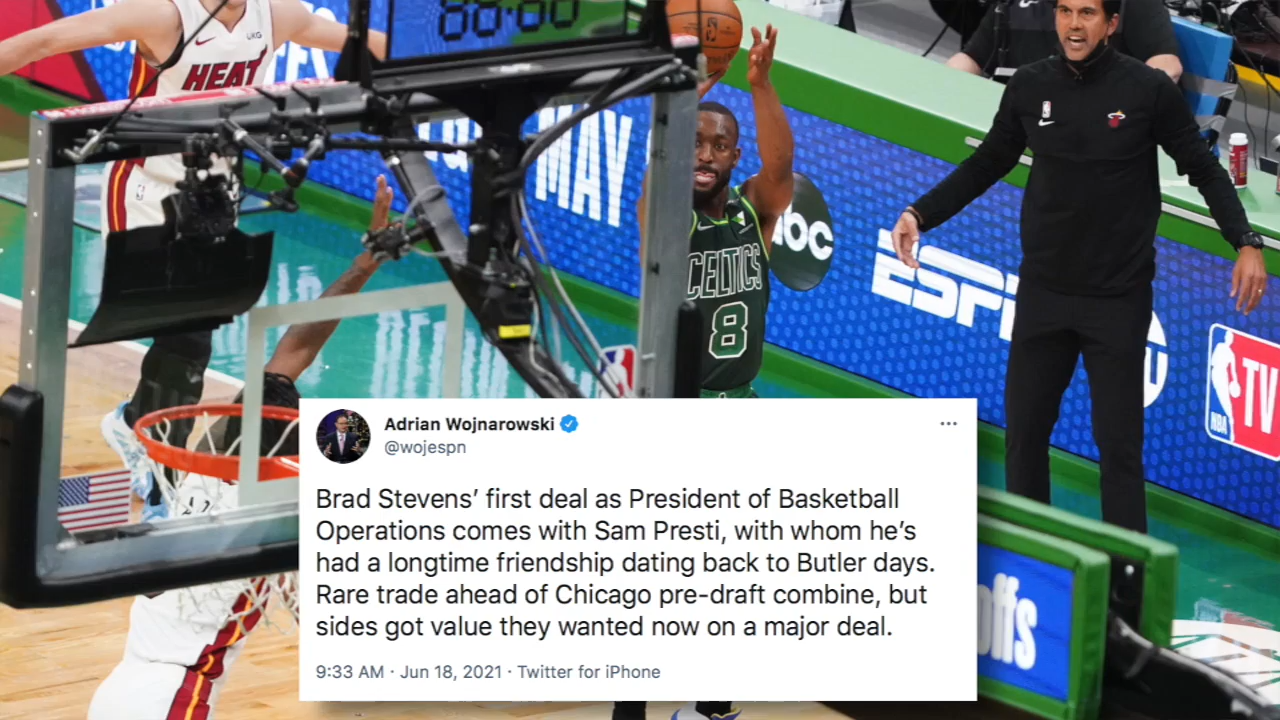 UKG
HEAT
MAY
CELTICS
8
abc
ESPN
NBA
TV
Adrian Wojnarowski
@wojespn
Brad Stevens’ first deal as President of Basketball
Operations comes with Sam Presti, with whom he’s
had a longtime friendship dating back to Butler days.
Rare trade ahead of Chicago pre-draft combine, but
sides got value they wanted now on a major deal.
9:33 AM · Jun 18, 2021 · Twitter for iPhone
offs